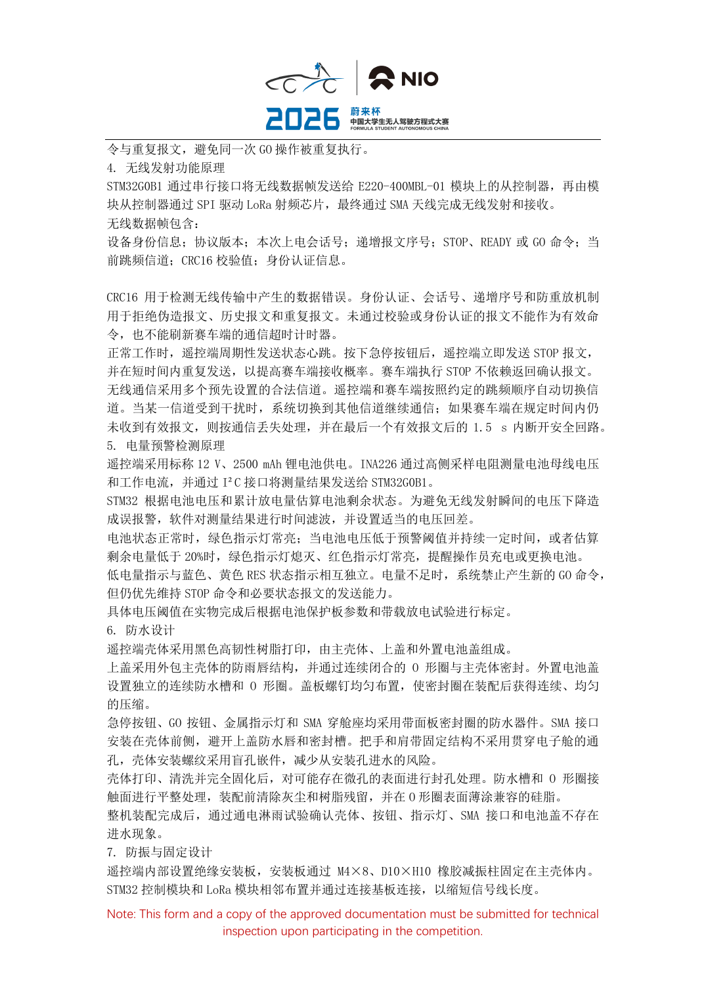 NIO
2026 蔚来杯
中国大学生无人驾驶方程式大赛
FORMULA STUDENT AUTONOMOUS CHINA
令与重复报文，避免同一次 GO 操作被重复执行。
4. 无线发射功能原理
STM32G0B1 通过串行接口将无线数据帧发送给 E220-400MBL-01 模块上的从控制器，再由模
块从控制器通过 SPI 驱动 LoRa 射频芯片，最终通过 SMA 天线完成无线发射和接收。
无线数据帧包含：
设备身份信息；协议版本；本次上电会话号；递增报文序号；STOP、READY 或 GO 命令；当
前跳频信道；CRC16 校验值；身份认证信息。
CRC16 用于检测无线传输中产生的数据错误。身份认证、会话号、递增序号和防重放机制
用于拒绝伪造报文、历史报文和重复报文。未通过校验或身份认证的报文不能作为有效命
令，也不能刷新赛车端的通信超时计时器。
正常工作时，遥控端周期性发送状态心跳。按下急停按钮后，遥控端立即发送 STOP 报文，
并在短时间内重复发送，以提高赛车端接收概率。赛车端执行 STOP 不依赖返回确认报文。
无线通信采用多个预先设置的合法信道。遥控端和赛车端按照约定的跳频顺序自动切换信
道。当某一信道受到干扰时，系统切换到其他信道继续通信；如果赛车端在规定时间内仍
未收到有效报文，则按通信丢失处理，并在最后一个有效报文后的 1.5 s 内断开安全回路。
5. 电量预警检测原理
遥控端采用标称 12 V、2500 mAh 锂电池供电。INA226 通过高侧采样电阻测量电池母线电压
和工作电流，并通过 I²C 接口将测量结果发送给 STM32G0B1。
STM32 根据电池电压和累计放电量估算电池剩余状态。为避免无线发射瞬间的电压下降造
成误报警，软件对测量结果进行时间滤波，并设置适当的电压回差。
电池状态正常时，绿色指示灯常亮；当电池电压低于预警阈值并持续一定时间，或者估算
剩余电量低于 20%时，绿色指示灯熄灭、红色指示灯常亮，提醒操作员充电或更换电池。
低电量指示与蓝色、黄色 RES 状态指示相互独立。电量不足时，系统禁止产生新的 GO 命令，
但仍优先维持 STOP 命令和必要状态报文的发送能力。
具体电压阈值在实物完成后根据电池保护板参数和带载放电试验进行标定。
6. 防水设计
遥控端壳体采用黑色高韧性树脂打印，由主壳体、上盖和外置电池盖组成。
上盖采用外包主壳体的防雨唇结构，并通过连续闭合的 O 形圈与主壳体密封。外置电池盖
设置独立的连续防水槽和 O 形圈。盖板螺钉均匀布置，使密封圈在装配后获得连续、均匀
的压缩。
急停按钮、GO 按钮、金属指示灯和 SMA 穿舱座均采用带面板密封圈的防水器件。SMA 接口
安装在壳体前侧，避开上盖防水唇和密封槽。把手和肩带固定结构不采用贯穿电子舱的通
孔，壳体安装螺纹采用盲孔嵌件，减少从安装孔进水的风险。
壳体打印、清洗并完全固化后，对可能存在微孔的表面进行封孔处理。防水槽和 O 形圈接
触面进行平整处理，装配前清除灰尘和树脂残留，并在 O 形圈表面薄涂兼容的硅脂。
整机装配完成后，通过通电淋雨试验确认壳体、按钮、指示灯、SMA 接口和电池盖不存在
进水现象。
7. 防振与固定设计
遥控端内部设置绝缘安装板，安装板通过 M4×8、D10×H10 橡胶减振柱固定在主壳体内。
STM32 控制模块和 LoRa 模块相邻布置并通过连接基板连接，以缩短信号线长度。
Note: This form and a copy of the approved documentation must be submitted for technical
inspection upon participating in the competition.